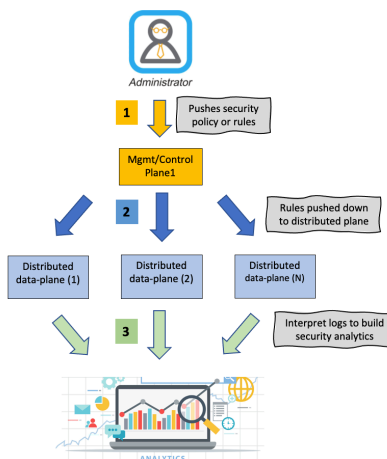 Administrator
1
Pushes security
policy or rules
Mgmt/Control
Plane1
2
Rules pushed down
to distributed plane
Distributed
data-plane (1)
Distributed
data-plane (2)
Distributed
data-plane (N)
3
Interpret logs to build
security analytics
ANALYTICS